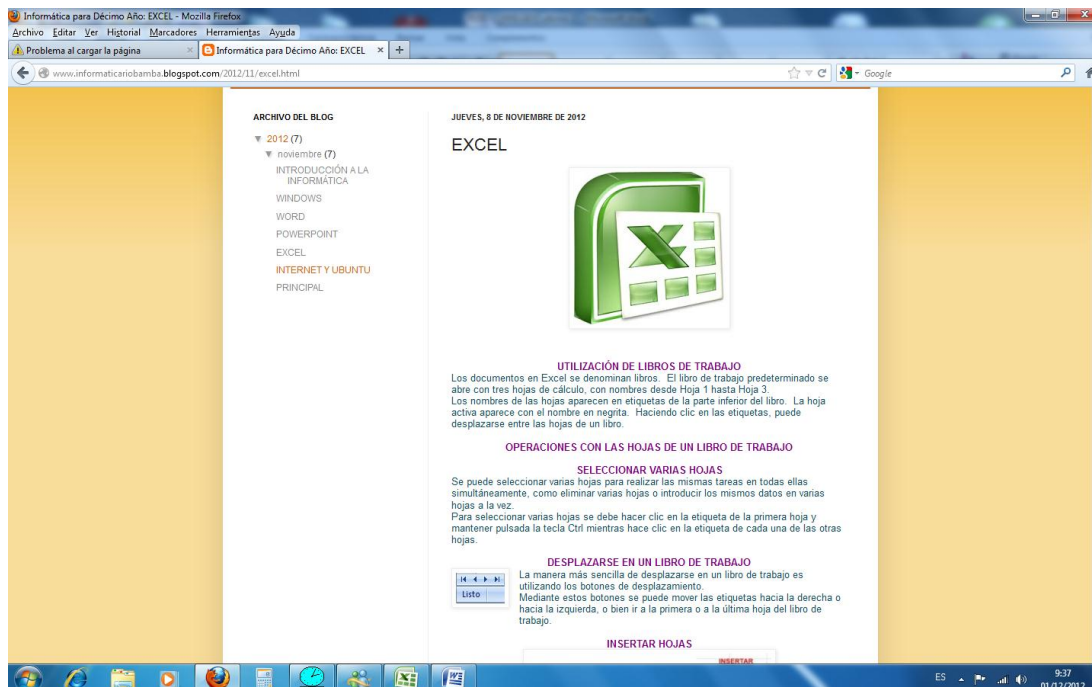 Informática para Décimo Año: EXCEL - Mozilla Firefox
Archivo Editar Ver Historial Marcadores Herramientas Ayuda
Problema al cargar la página
Informática para Décimo Año: EXCEL
www.informaticariobamba.blogspot.com/2012/11/excel.html
Google
ARCHIVO DEL BLOG
▼ 2012 (7)
▼ noviembre (7)
INTRODUCCIÓN A LA
INFORMÁTICA
WINDOWS
WORD
POWERPOINT
EXCEL
INTERNET Y UBUNTU
PRINCIPAL
JUEVES, 8 DE NOVIEMBRE DE 2012
EXCEL
UTILIZACIÓN DE LIBROS DE TRABAJO
Los documentos en Excel se denominan libros. El libro de trabajo predeterminado se
abre con tres hojas de cálculo, con nombres desde Hoja 1 hasta Hoja 3.
Los nombres de las hojas aparecen en etiquetas de la parte inferior del libro. La hoja
activa aparece con el nombre en negrita. Haciendo clic en las etiquetas, puede
desplazarse entre las hojas de un libro.
OPERACIONES CON LAS HOJAS DE UN LIBRO DE TRABAJO
SELECCIONAR VARIAS HOJAS
Se puede seleccionar varias hojas para realizar las mismas tareas en todas ellas
simultáneamente, como eliminar varias hojas o introducir los mismos datos en varias
hojas a la vez.
Para seleccionar varias hojas se debe hacer clic en la etiqueta de la primera hoja y
mantener pulsada la tecla Ctrl mientras hace clic en la etiqueta de cada una de las otras
hojas.
DESPLAZARSE EN UN LIBRO DE TRABAJO
Listo
La manera más sencilla de desplazarse en un libro de trabajo es
utilizando los botones de desplazamiento.
Mediante estos botones se puede mover las etiquetas hacia la derecha o
hacia la izquierda, o bien ir a la primera o a la última hoja del libro de
trabajo.
INSERTAR HOJAS
INSERTAR
ES
9:37
01/12/2012